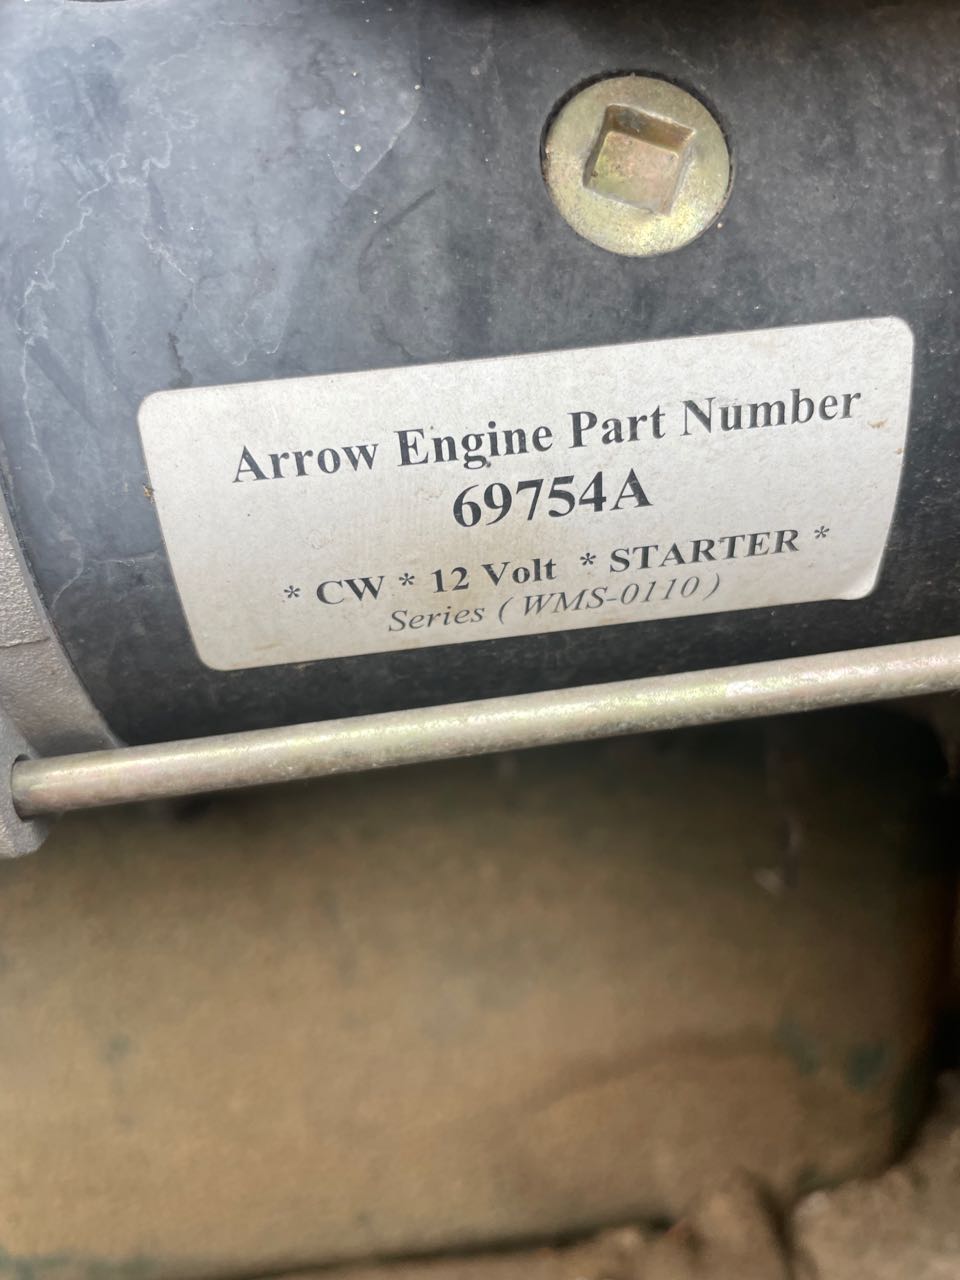 Arrow Engine Part Number
69754A
* CW * 12 Volt * STARTER *
Series ( WMS-0110 )